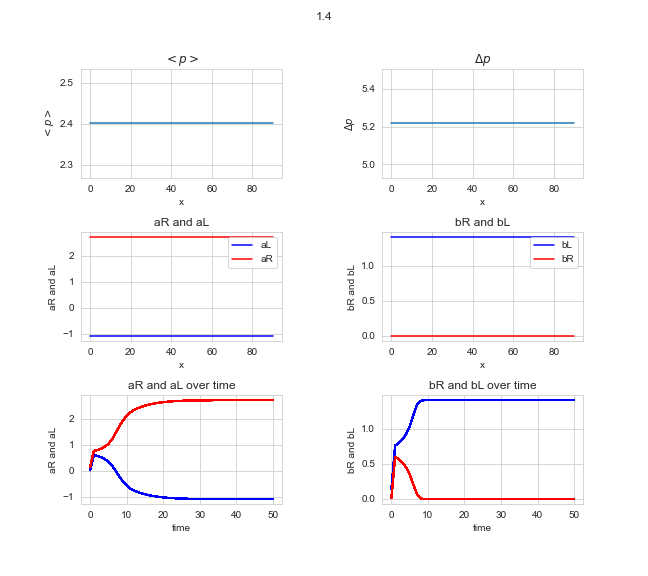 1.4
< p >
Δp
2.5
2.4
2.3
< p >
0 20 40 60 80
x
5.4
5.2
5.0
Δp
0 20 40 60 80
x
aR and aL
bR and bL
2
1
0
−1
aR and aL
aL
aR
0 20 40 60 80
x
1.0
0.5
0.0
bR and bL
bL
bR
0 20 40 60 80
x
aR and aL over time
bR and bL over time
2
1
0
−1
aR and aL
0 10 20 30 40 50
time
1.0
0.5
0.0
bR and bL
0 10 20 30 40 50
time